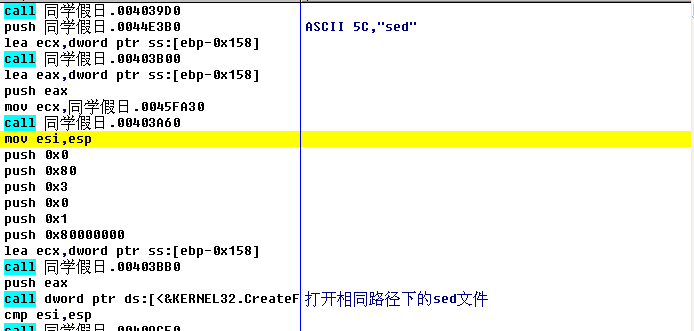 call 同学假日.004039D0
push 同学假日.0044E3B0 ASCII 5C,"sed"
lea ecx,dword ptr ss:[ebp-0x158]
call 同学假日.00403B00
lea eax,dword ptr ss:[ebp-0x158]
push eax
mov ecx,同学假日.0045FA30
call 同学假日.00403A60
mov esi,esp
push 0x0
push 0x80
push 0x3
push 0x0
push 0x1
push 0x80000000
lea ecx,dword ptr ss:[ebp-0x158]
call 同学假日.00403BB0
push eax
call dword ptr ds:[<&KERNEL32.CreateF 打开相同路径下的sed文件
cmp esi,esp
call